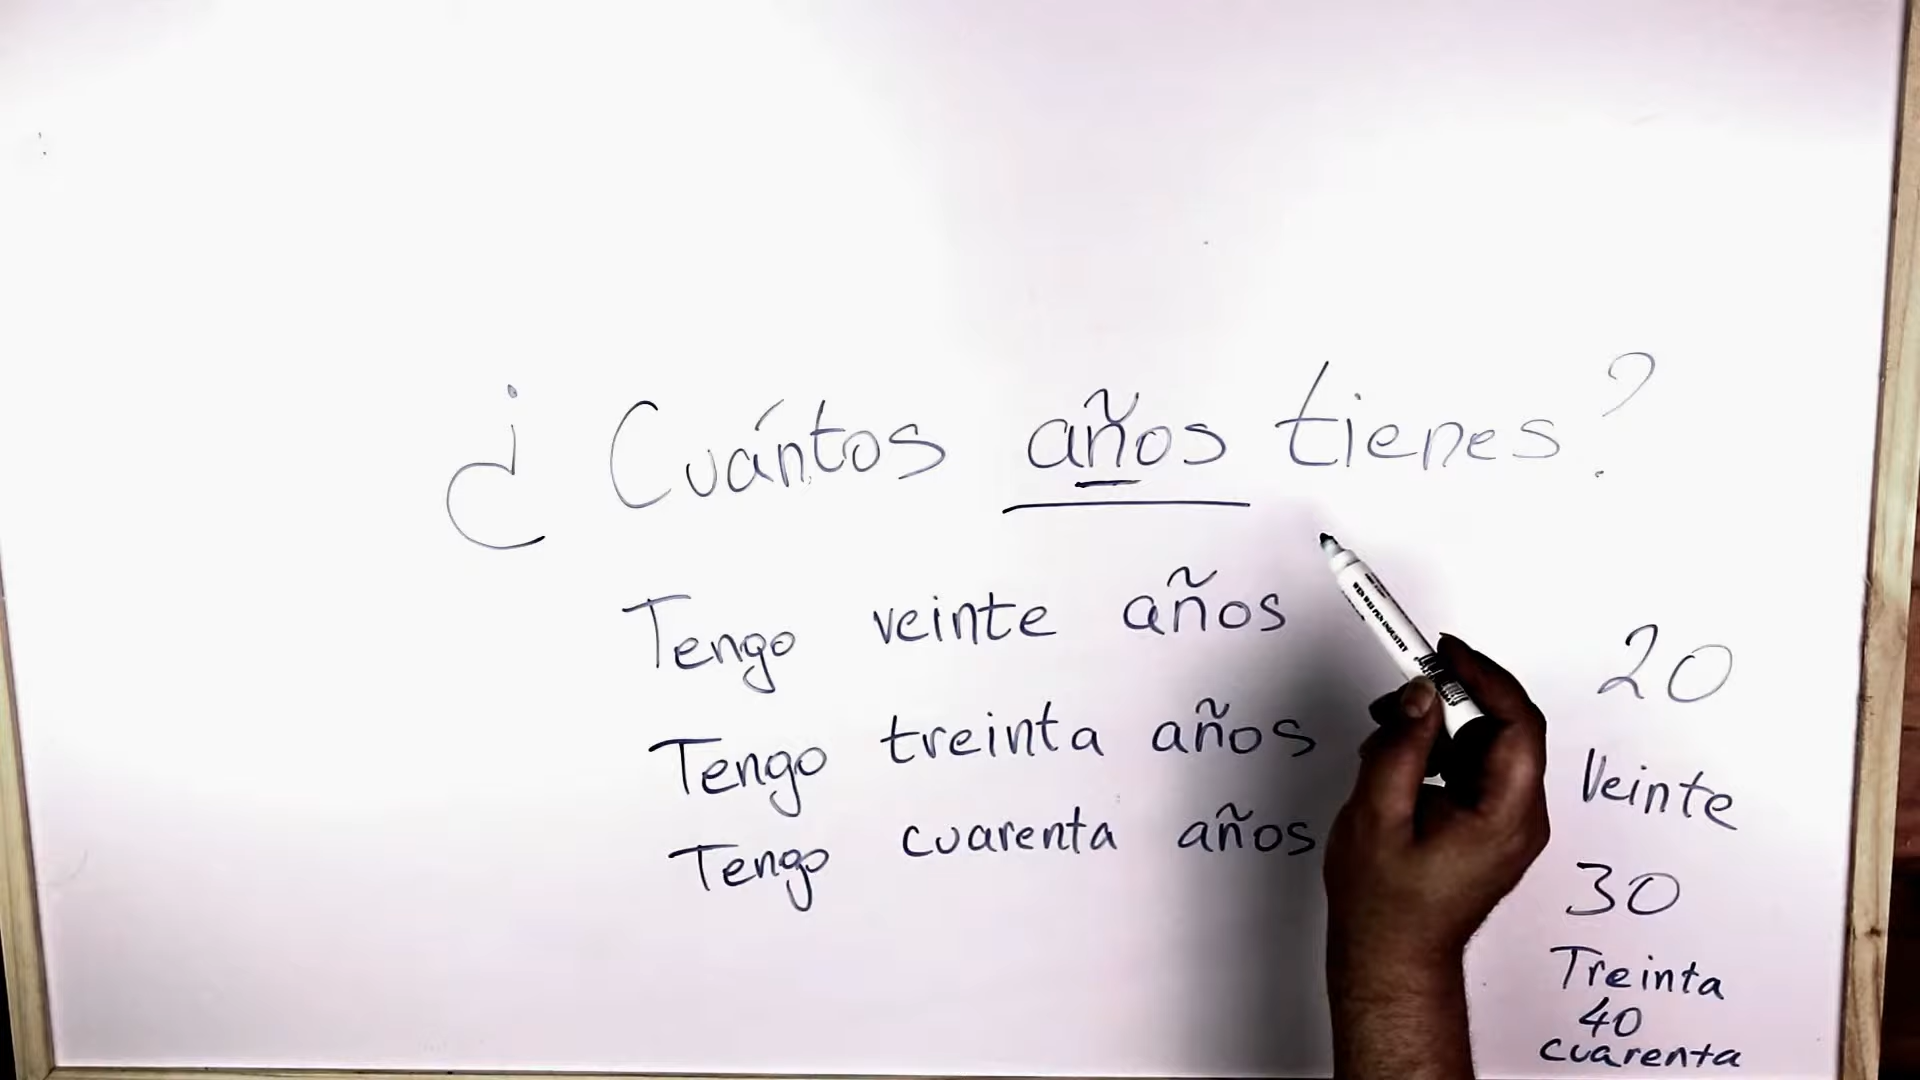 ¿Cuántos años tienes?
Tengo veinte años
Tengo treinta años
Tengo cuarenta años
20
Veinte
30
Treinta
40
cuarenta